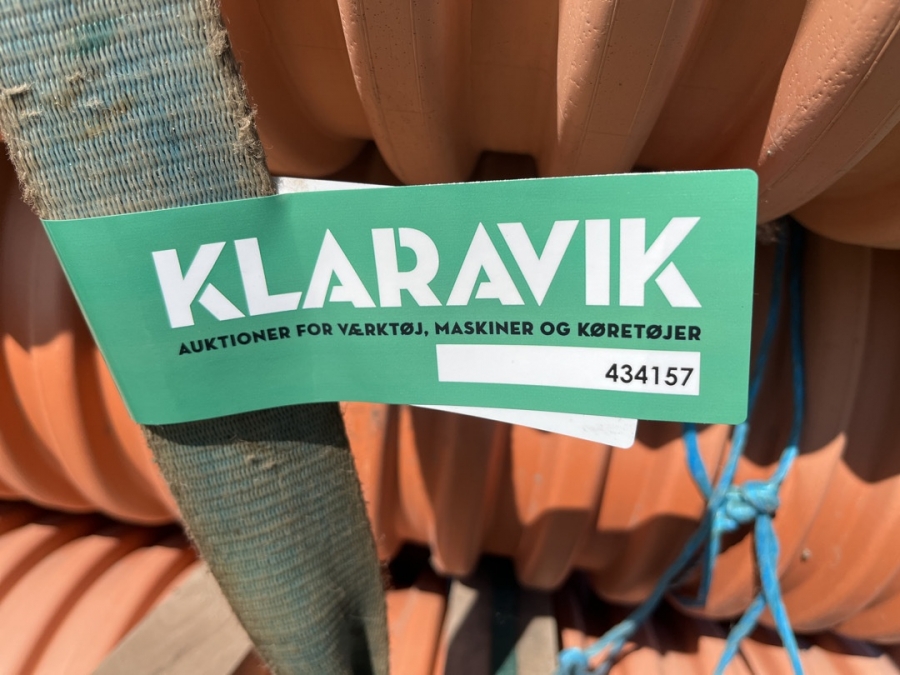 KLARAVIK
AUKTIONER FOR VÆRKTØJ, MASKINER OG KØRETØJER
434157